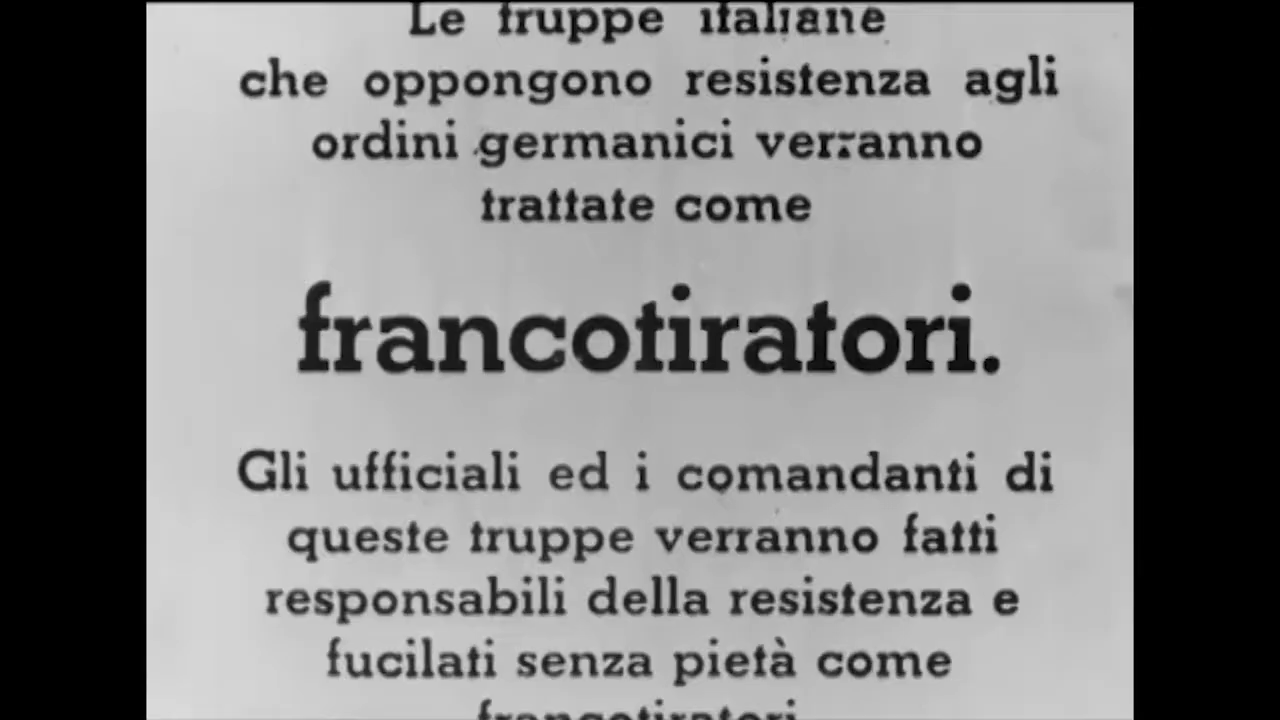 Le truppe italiane
che oppongono resistenza agli
ordini germanici verranno
trattate come
francotiratori.
Gli ufficiali ed i comandanti di
queste truppe verranno fatti
responsabili della resistenza e
fucilati senza pietà come
francotiratori